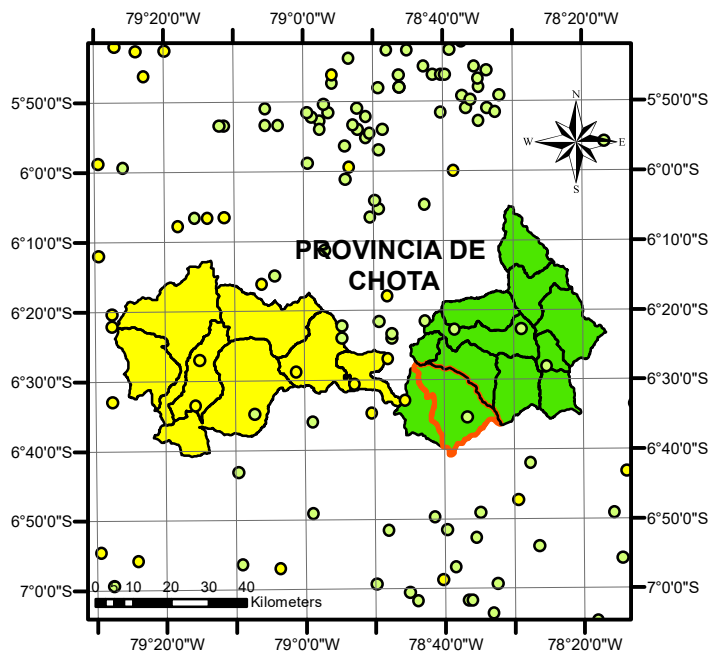 79°20'0"W 79°0'0"W 78°40'0"W 78°20'0"W
5°50'0"S 5°50'0"S
N
W E
S
6°0'0"S 6°0'0"S
6°10'0"S 6°10'0"S
PROVINCIA DE
CHOTA
6°20'0"S 6°20'0"S
6°30'0"S 6°30'0"S
6°40'0"S 6°40'0"S
6°50'0"S 6°50'0"S
7°0'0"S 7°0'0"S
0 5 10 20 30 40
Kilometers
79°20'0"W 79°0'0"W 78°40'0"W 78°20'0"W